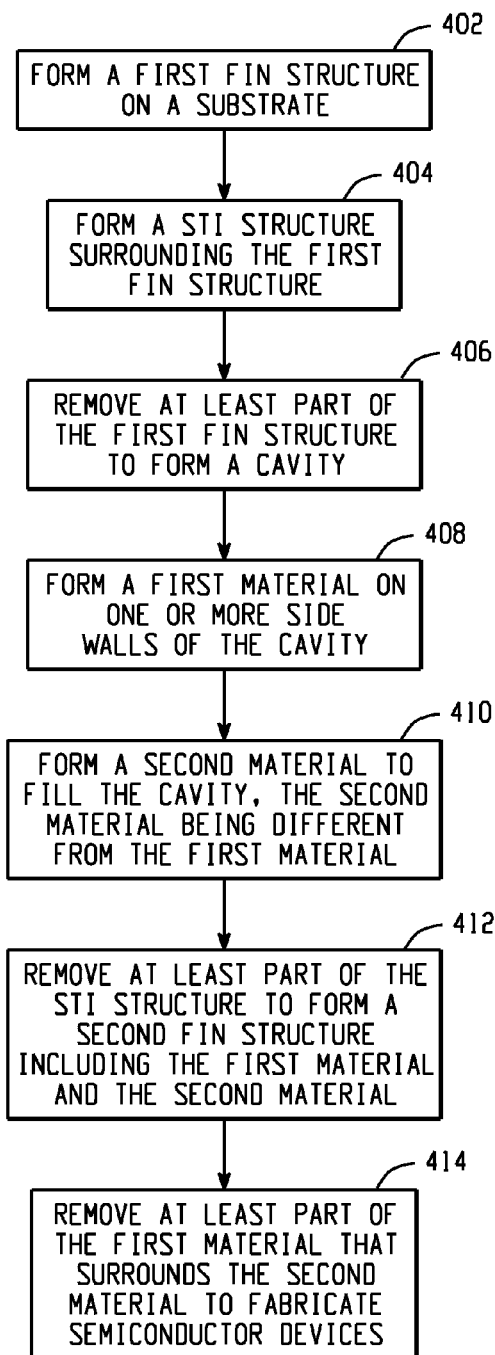 402
FORM A FIRST FIN STRUCTURE
ON A SUBSTRATE
404
FORM A STI STRUCTURE
SURROUNDING THE FIRST
FIN STRUCTURE
406
REMOVE AT LEAST PART OF
THE FIRST FIN STRUCTURE
TO FORM A CAVITY
408
FORM A FIRST MATERIAL ON
ONE OR MORE SIDE
WALLS OF THE CAVITY
410
FORM A SECOND MATERIAL TO
FILL THE CAVITY, THE SECOND
MATERIAL BEING DIFFERENT
FROM THE FIRST MATERIAL
412
REMOVE AT LEAST PART OF THE
STI STRUCTURE TO FORM A
SECOND FIN STRUCTURE
INCLUDING THE FIRST MATERIAL
AND THE SECOND MATERIAL
414
REMOVE AT LEAST PART OF
THE FIRST MATERIAL THAT
SURROUNDS THE SECOND
MATERIAL TO FABRICATE
SEMICONDUCTOR DEVICES